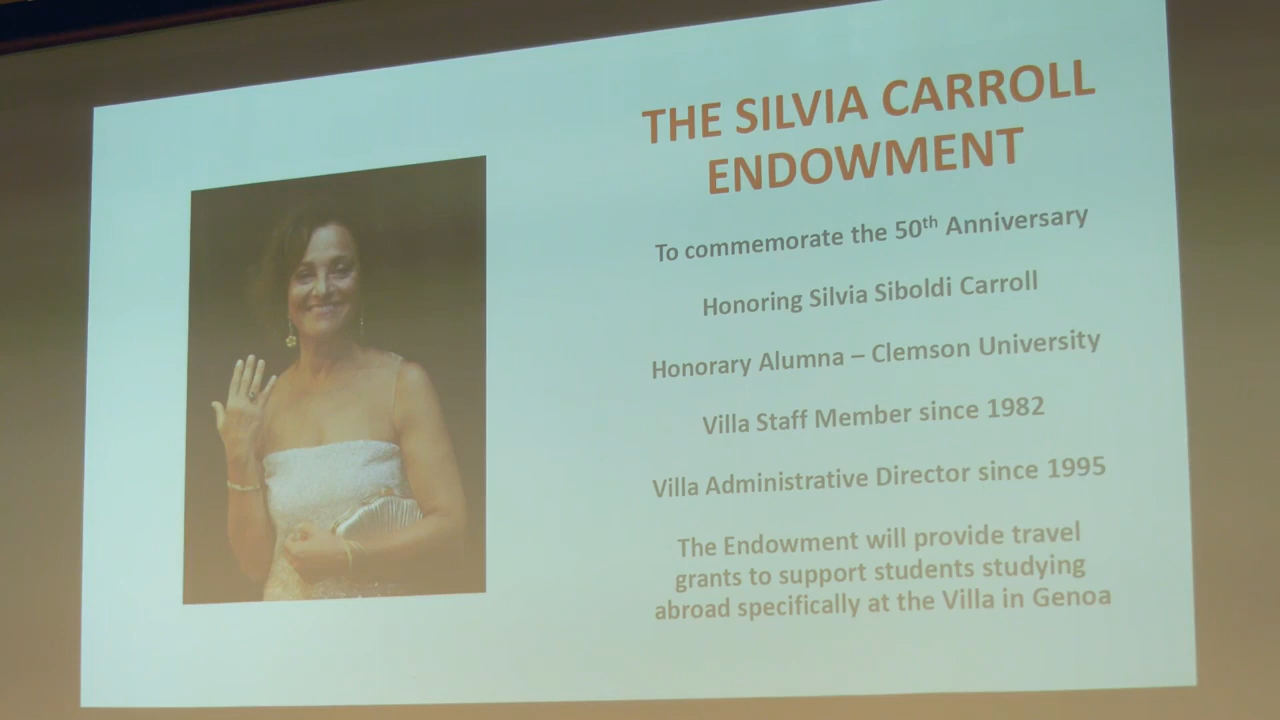 THE SILVIA CARROLL
ENDOWMENT
To commemorate the 50th Anniversary
Honoring Silvia Siboldi Carroll
Honorary Alumna – Clemson University
Villa Staff Member since 1982
Villa Administrative Director since 1995
The Endowment will provide travel
grants to support students studying
abroad specifically at the Villa in Genoa